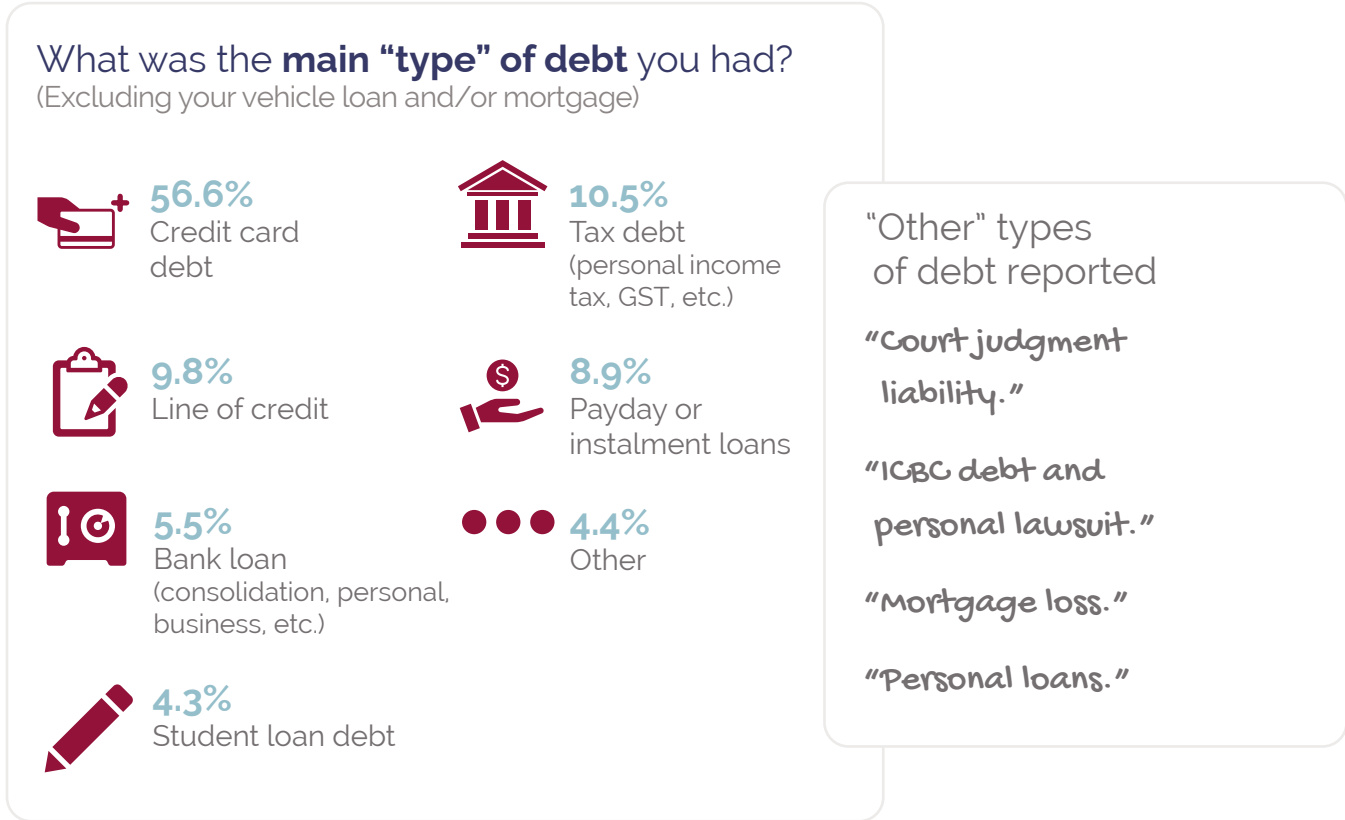 What was the main “type” of debt you had?
(Excluding your vehicle loan and/or mortgage)
56.6%
Credit card
debt
10.5%
Tax debt
(personal income
tax, GST, etc.)
9.8%
Line of credit
$
8.9%
Payday or
instalment loans
5.5%
Bank loan
(consolidation, personal,
business, etc.)
4.4%
Other
4.3%
Student loan debt
“Other” types
of debt reported
“Court judgment
liability.”
“ICBC debt and
personal lawsuit.”
“Mortgage loss.”
“Personal loans.”